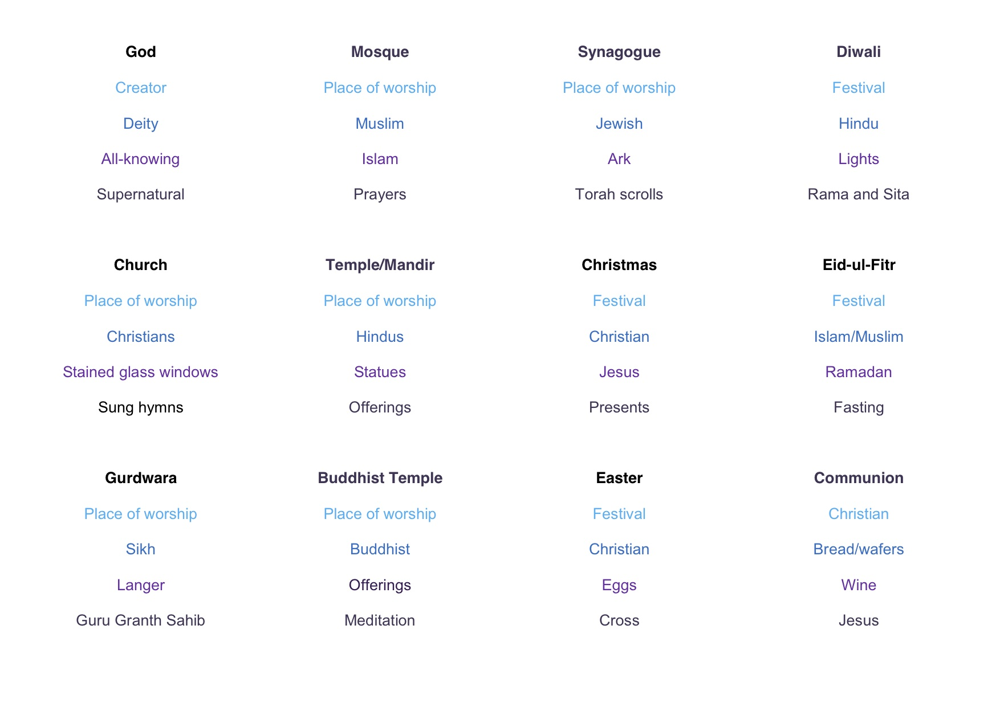 God
Creator
Deity
All-knowing
Supernatural
Mosque
Place of worship
Muslim
Islam
Prayers
Synagogue
Place of worship
Jewish
Ark
Torah scrolls
Diwali
Festival
Hindu
Lights
Rama and Sita
Church
Place of worship
Christians
Stained glass windows
Sung hymns
Temple/Mandir
Place of worship
Hindus
Statues
Offerings
Christmas
Festival
Christian
Jesus
Presents
Eid-ul-Fitr
Festival
Islam/Muslim
Ramadan
Fasting
Gurdwara
Place of worship
Sikh
Langer
Guru Granth Sahib
Buddhist Temple
Place of worship
Buddhist
Offerings
Meditation
Easter
Festival
Christian
Eggs
Cross
Communion
Christian
Bread/wafers
Wine
Jesus